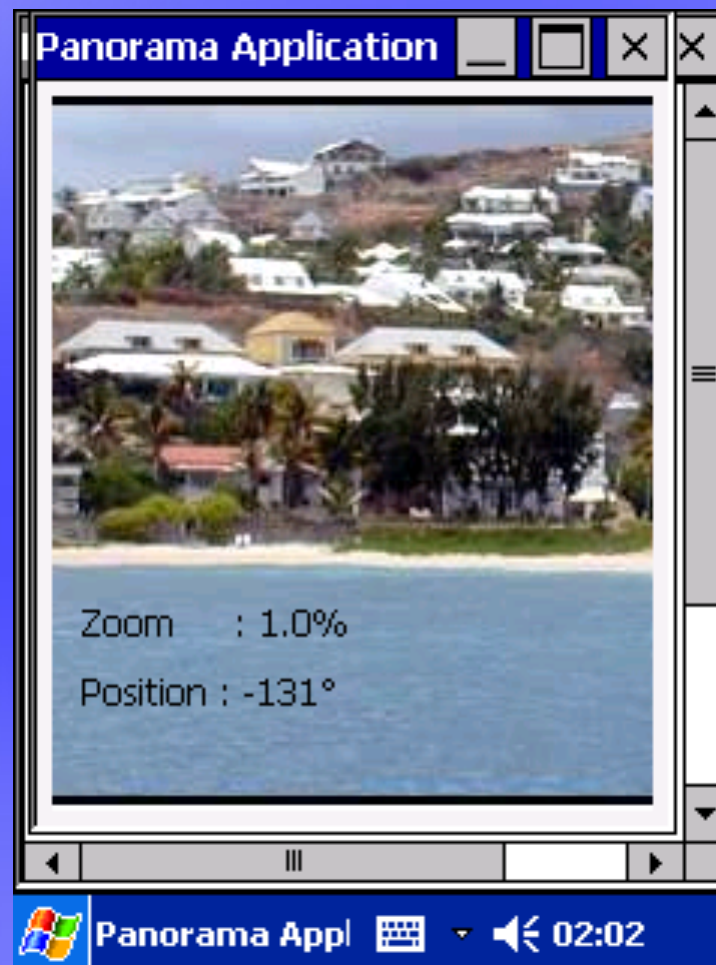 Panorama Application
Zoom : 1.0%
Position : -131°
Panorama Appl 02:02